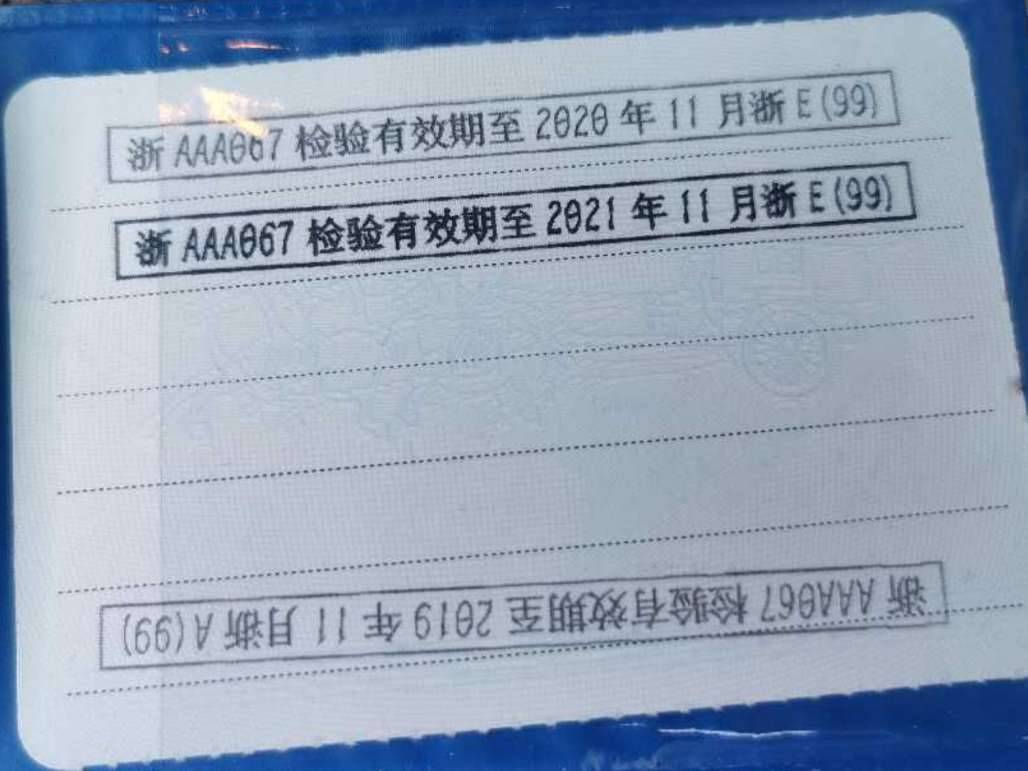 浙 AAA067 检验有效期至 2020 年 11 月浙 E (99)
浙 AAA067 检验有效期至 2021 年 11 月浙 E (99)
浙 AAA067 检验有效期至 2019 年 11 月浙 A (99)